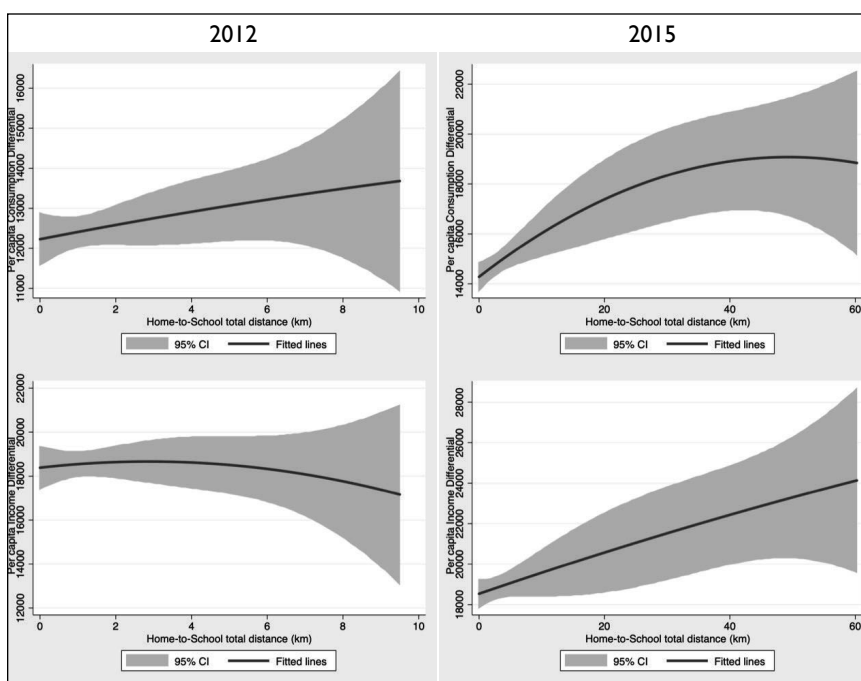 2012
2015
Per capita Consumption Differential
11000 12000 13000 14000 15000 16000
0 2 4 6 8 10
Home-to-School total distance (km)
95% CI Fitted lines
Per capita Consumption Differential
14000 16000 18000 20000 22000
0 20 40 60
Home-to-School total distance (km)
95% CI Fitted lines
Per capita Income Differential
12000 14000 16000 18000 20000 22000
0 2 4 6 8 10
Home-to-School total distance (km)
95% CI Fitted lines
Per capita Income Differential
18000 20000 22000 24000 26000 28000
0 20 40 60
Home-to-School total distance (km)
95% CI Fitted lines